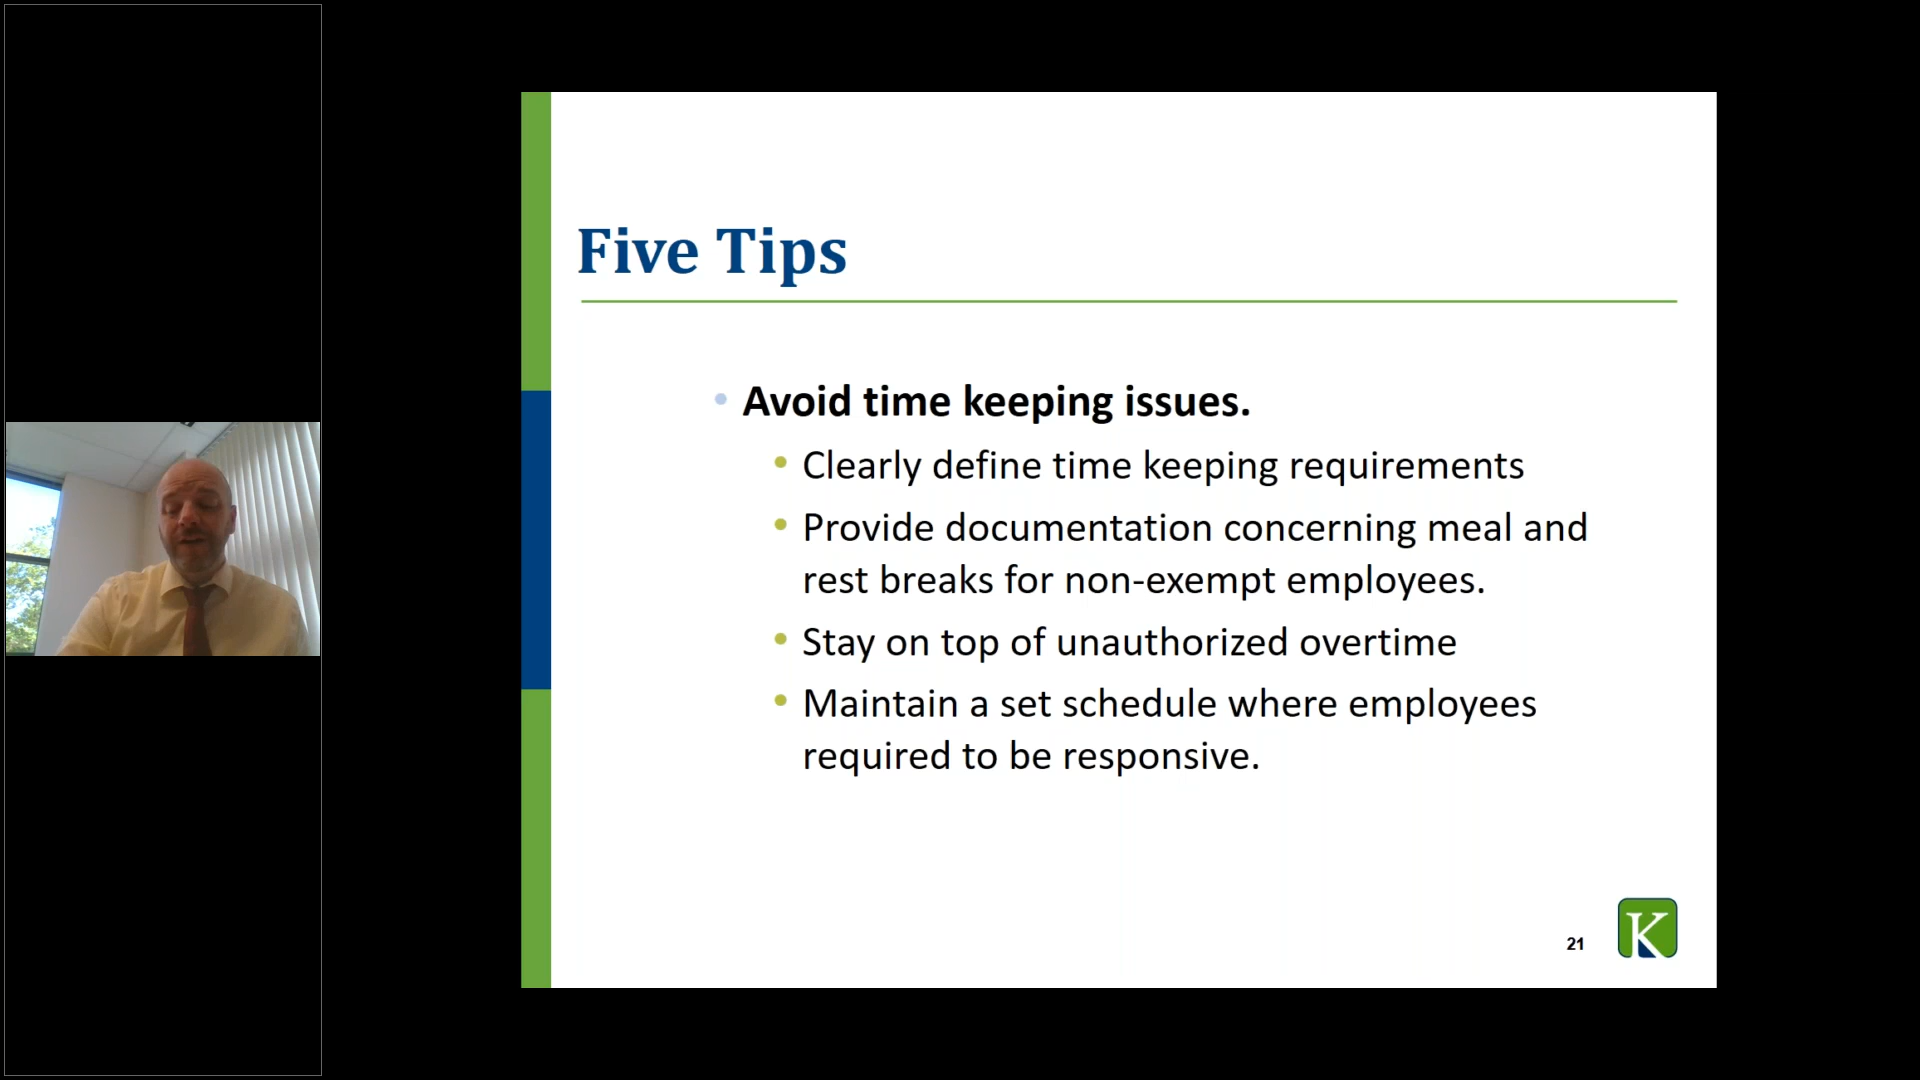 Five Tips
Avoid time keeping issues.
Clearly define time keeping requirements
Provide documentation concerning meal and
rest breaks for non-exempt employees.
Stay on top of unauthorized overtime
Maintain a set schedule where employees
required to be responsive.
21
K